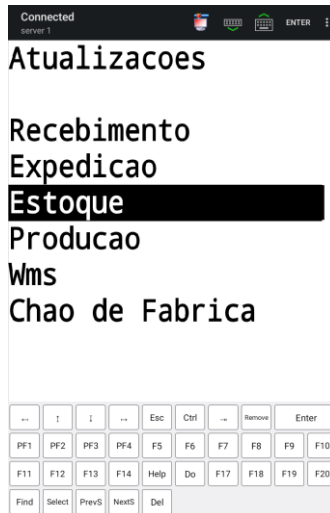 Connected
server 1
ENTER
Atualizacoes
Recebimento
Expedicao
Estoque
Producao
Wms
Chao de Fabrica
Esc Ctrl Remove Enter
PF1 PF2 PF3 PF4 F5 F6 F7 F8 F9 F10
F11 F12 F13 F14 Help Do F17 F18 F19 F20
Find Select PrevS NextS Del